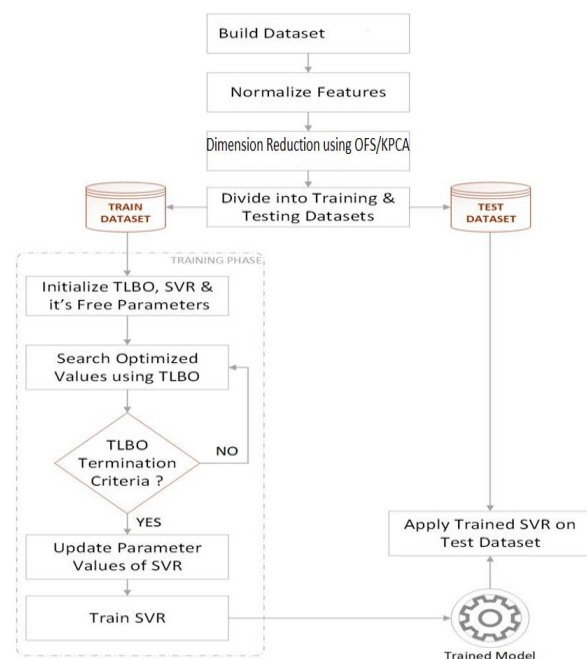 Build Dataset
Normalize Features
Dimension Reduction using OFS/KPCA
Divide into Training &
Testing Datasets
TRAIN
DATASET
TEST
DATASET
TRAINING PHASE
Initialize TLBO, SVR &
it's Free Parameters
Search Optimized
Values using TLBO
TLBO
Termination
Criteria ?
NO
YES
Update Parameter
Values of SVR
Train SVR
Apply Trained SVR on
Test Dataset
Trained Model